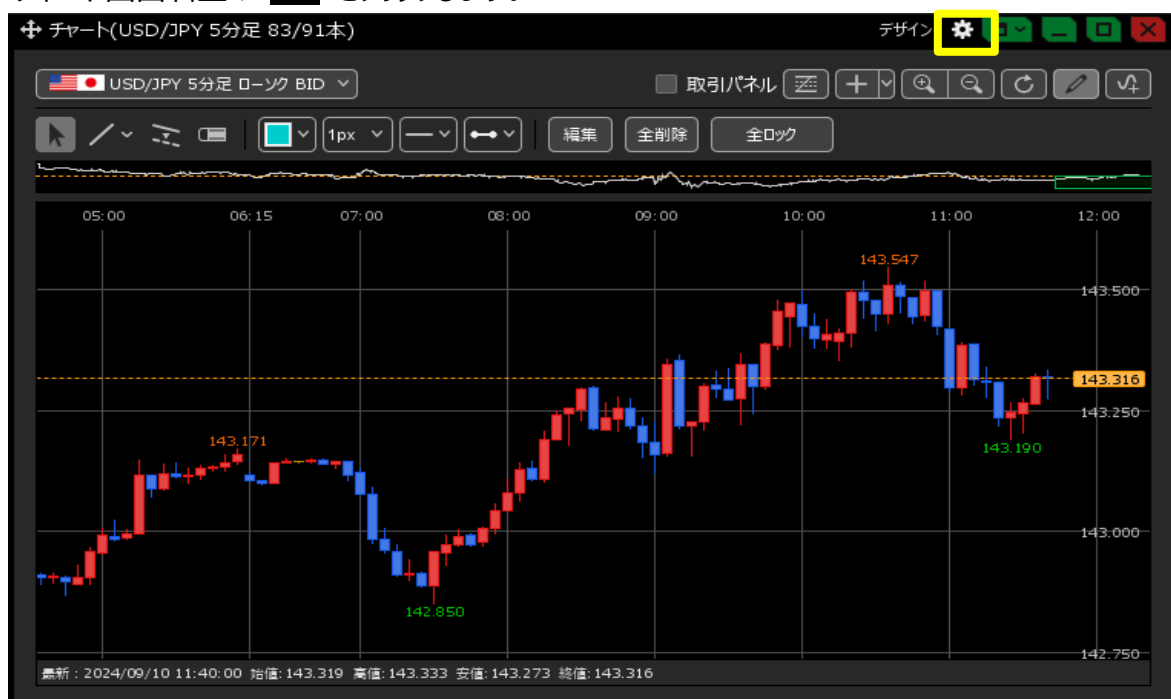 チャート(USD/JPY 5分足 83/91本) デザイン
USD/JPY 5分足 ローソク BID 取引パネル
1px 編集 全削除 全ロック
05:00 06:15 07:00 08:00 09:00 10:00 11:00 12:00
143.547
143.500
143.316
143.250
143.171
143.190
143.000
142.850
142.750
最新 : 2024/09/10 11:40:00 始値: 143.319 高値: 143.333 安値: 143.273 終値: 143.316